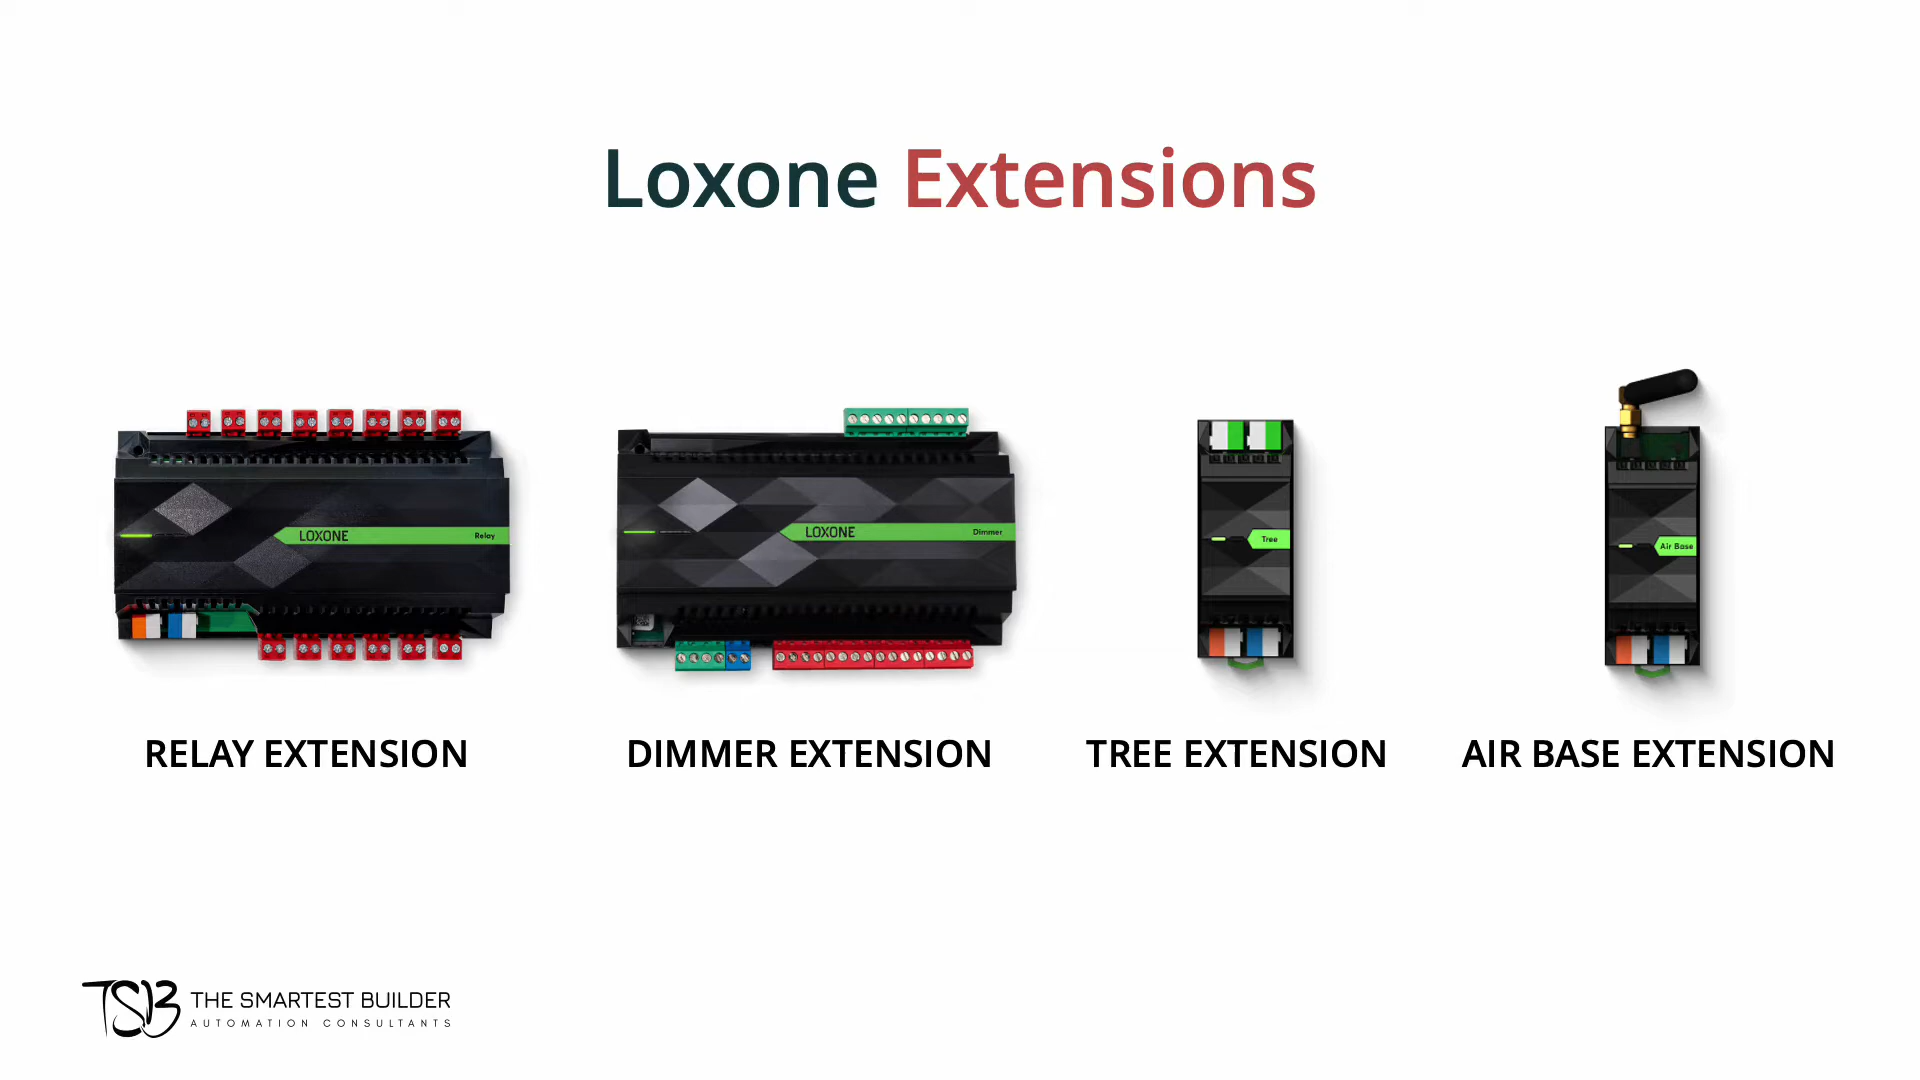 Loxone Extensions
LOXONE Relay
LOXONE Dimmer
Tree
Air Base
RELAY EXTENSION
DIMMER EXTENSION
TREE EXTENSION
AIR BASE EXTENSION
TSB THE SMARTEST BUILDER
AUTOMATION CONSULTANTS